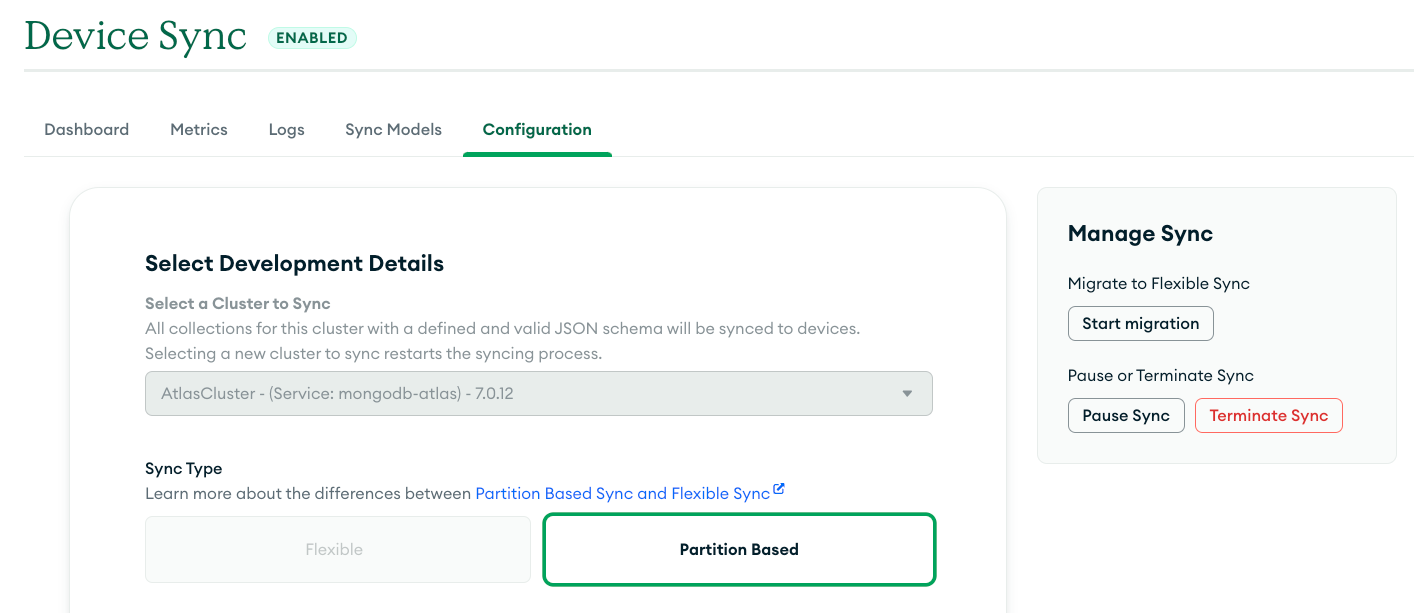 Device Sync ENABLED
Dashboard Metrics Logs Sync Models Configuration
Select Development Details
Select a Cluster to Sync
All collections for this cluster with a defined and valid JSON schema will be synced to devices.
Selecting a new cluster to sync restarts the syncing process.
AtlasCluster - (Service: mongodb-atlas) - 7.0.12
Sync Type
Learn more about the differences between Partition Based Sync and Flexible Sync
Flexible Partition Based
Manage Sync
Migrate to Flexible Sync
Start migration
Pause or Terminate Sync
Pause Sync Terminate Sync